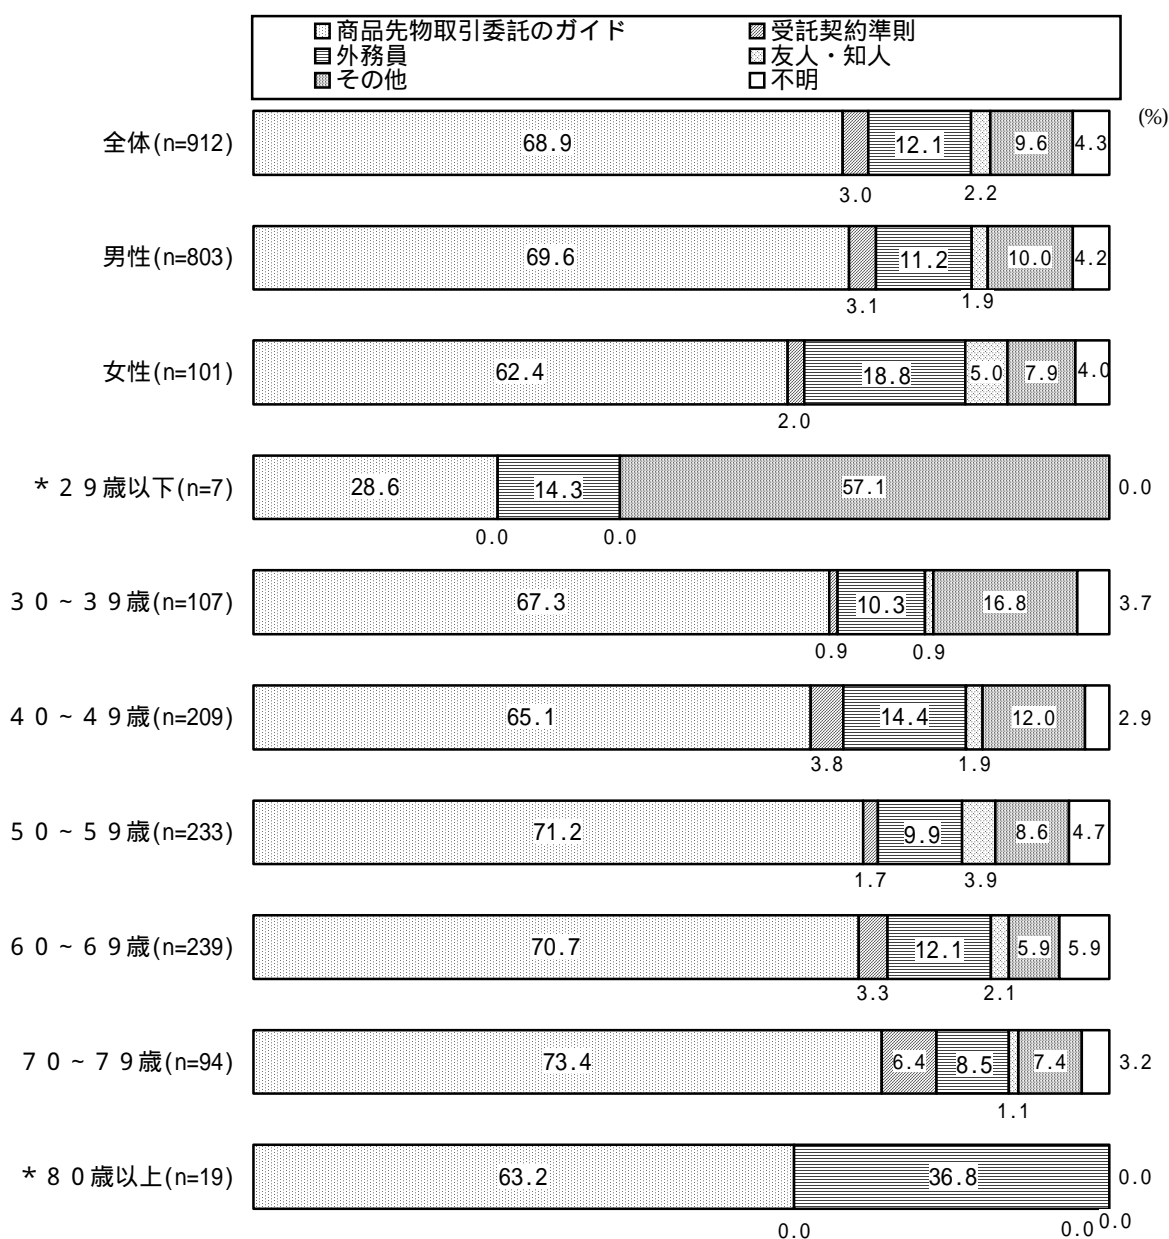 商品先物取引委託のガイド 受託契約準則
外務員 友人・知人
その他 不明
(%)
全体(n=912) 68.9 12.1 9.6 4.3
3.0 2.2
男性(n=803) 69.6 11.2 10.0 4.2
3.1 1.9
女性(n=101) 62.4 18.8 5.0 7.9 4.0
2.0
*29歳以下(n=7) 28.6 14.3 57.1 0.0
0.0 0.0
30~39歳(n=107) 67.3 10.3 16.8 3.7
0.9 0.9
40~49歳(n=209) 65.1 14.4 12.0 2.9
3.8 1.9
50~59歳(n=233) 71.2 9.9 8.6 4.7
1.7 3.9
60~69歳(n=239) 70.7 12.1 5.9 5.9
3.3 2.1
70~79歳(n=94) 73.4 6.4 8.5 7.4 3.2
1.1
*80歳以上(n=19) 63.2 36.8 0.0
0.0 0.0 0.0